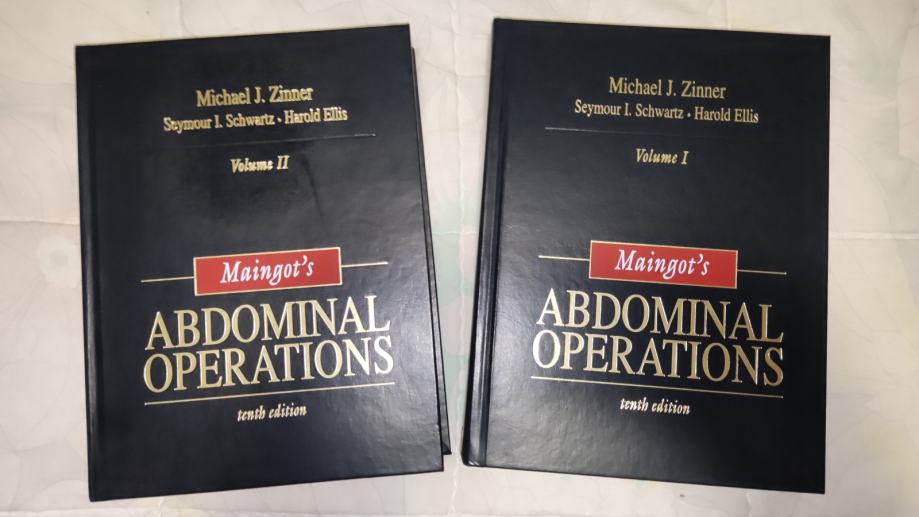 Michael J. Zinner
Seymour I. Schwartz • Harold Ellis
Volume II
Maingot's
ABDOMINAL
OPERATIONS
tenth edition
Michael J. Zinner
Seymour I. Schwartz • Harold Ellis
Volume I
Maingot's
ABDOMINAL
OPERATIONS
tenth edition